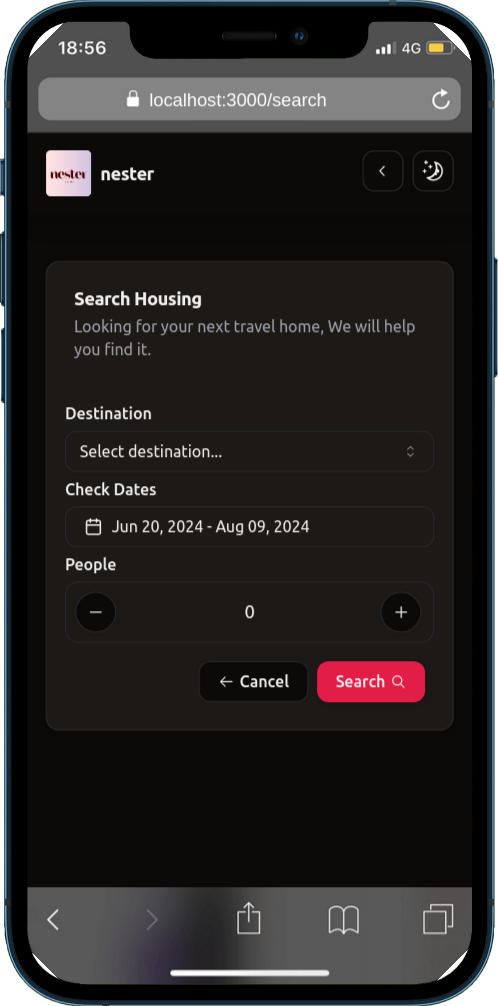 18:56
4G
localhost:3000/search
nester
nester
Search Housing
Looking for your next travel home, We will help
you find it.
Destination
Select destination...
Check Dates
Jun 20, 2024 - Aug 09, 2024
People
0
Cancel
Search